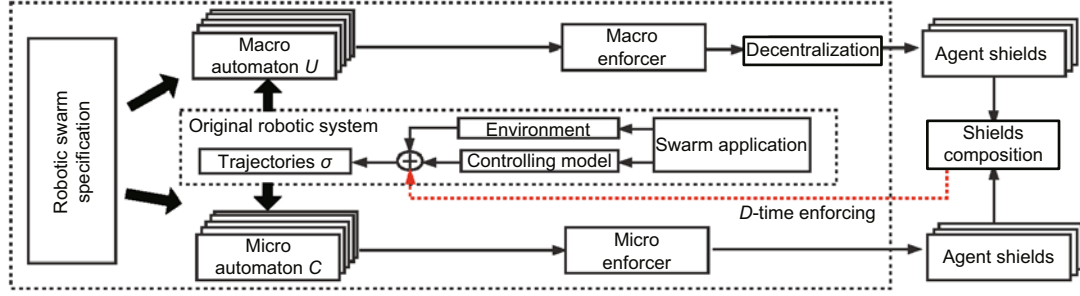 Robotic swarm
specification
Macro
automaton U
Macro
enforcer
Decentralization
Agent shields
Original robotic system
Environment
Swarm application
Trajectories σ
Controlling model
Shields
composition
D-time enforcing
Micro
automaton C
Micro
enforcer
Agent shields